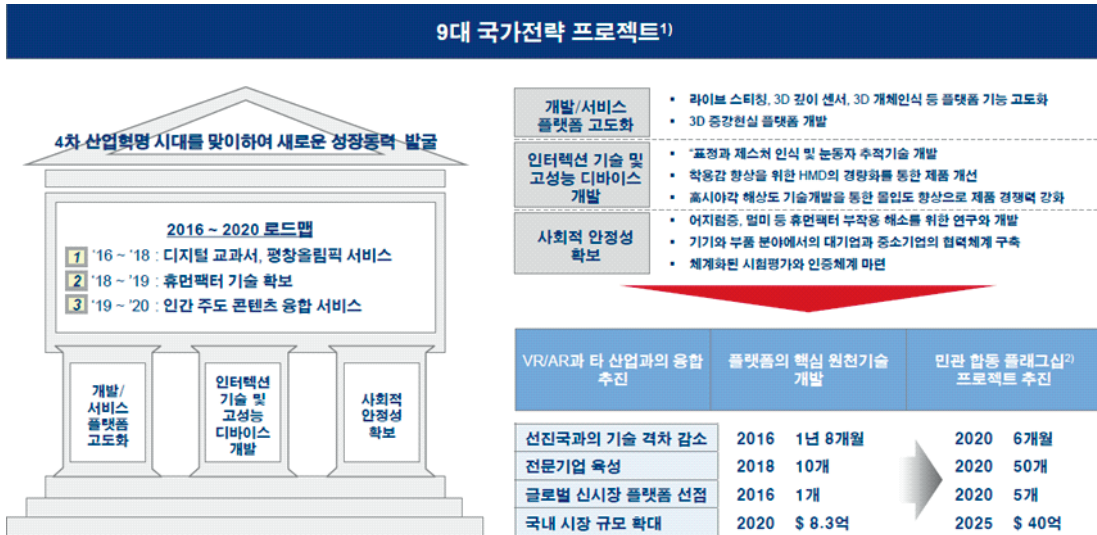 9대 국가전략 프로젝트1)
4차 산업혁명 시대를 맞이하여 새로운 성장동력 발굴
2016 ~ 2020 로드맵
1 '16 ~ '18 : 디지털 교과서, 평창올림픽 서비스
2 '18 ~ '19 : 휴먼팩터 기술 확보
3 '19 ~ '20 : 인간 주도 콘텐츠 융합 서비스
개발/
서비스
플랫폼
고도화
인터렉션
기술 및
고성능
디바이스
개발
사회적
안정성
확보
개발/서비스
플랫폼 고도화
▪ 라이브 스티칭, 3D 깊이 센서, 3D 개체인식 등 플랫폼 기능 고도화
▪ 3D 증강현실 플랫폼 개발
인터렉션 기술 및
고성능 디바이스
개발
▪ “표정과 제스처 인식 및 눈동자 추적기술 개발
▪ 착용감 향상을 위한 HMD의 경량화를 통한 제품 개선
▪ 高시야각 해상도 기술개발을 통한 몰입도 향상으로 제품 경쟁력 강화
사회적 안정성
확보
▪ 어지럼증, 멀미 등 휴먼팩터 부작용 해소를 위한 연구와 개발
▪ 기기와 부품 분야에서의 대기업과 중소기업의 협력체계 구축
▪ 체계화된 시험평가와 인증체계 마련
VR/AR과 타 산업과의 융합
추진
플랫폼의 핵심 원천기술
개발
민관 합동 플래그십2)
프로젝트 추진
선진국과의 기술 격차 감소 2016 1년 8개월 2020 6개월
전문기업 육성 2018 10개 2020 50개
글로벌 신시장 플랫폼 선점 2016 1개 2020 5개
국내 시장 규모 확대 2020 $ 8.3억 2025 $ 40억